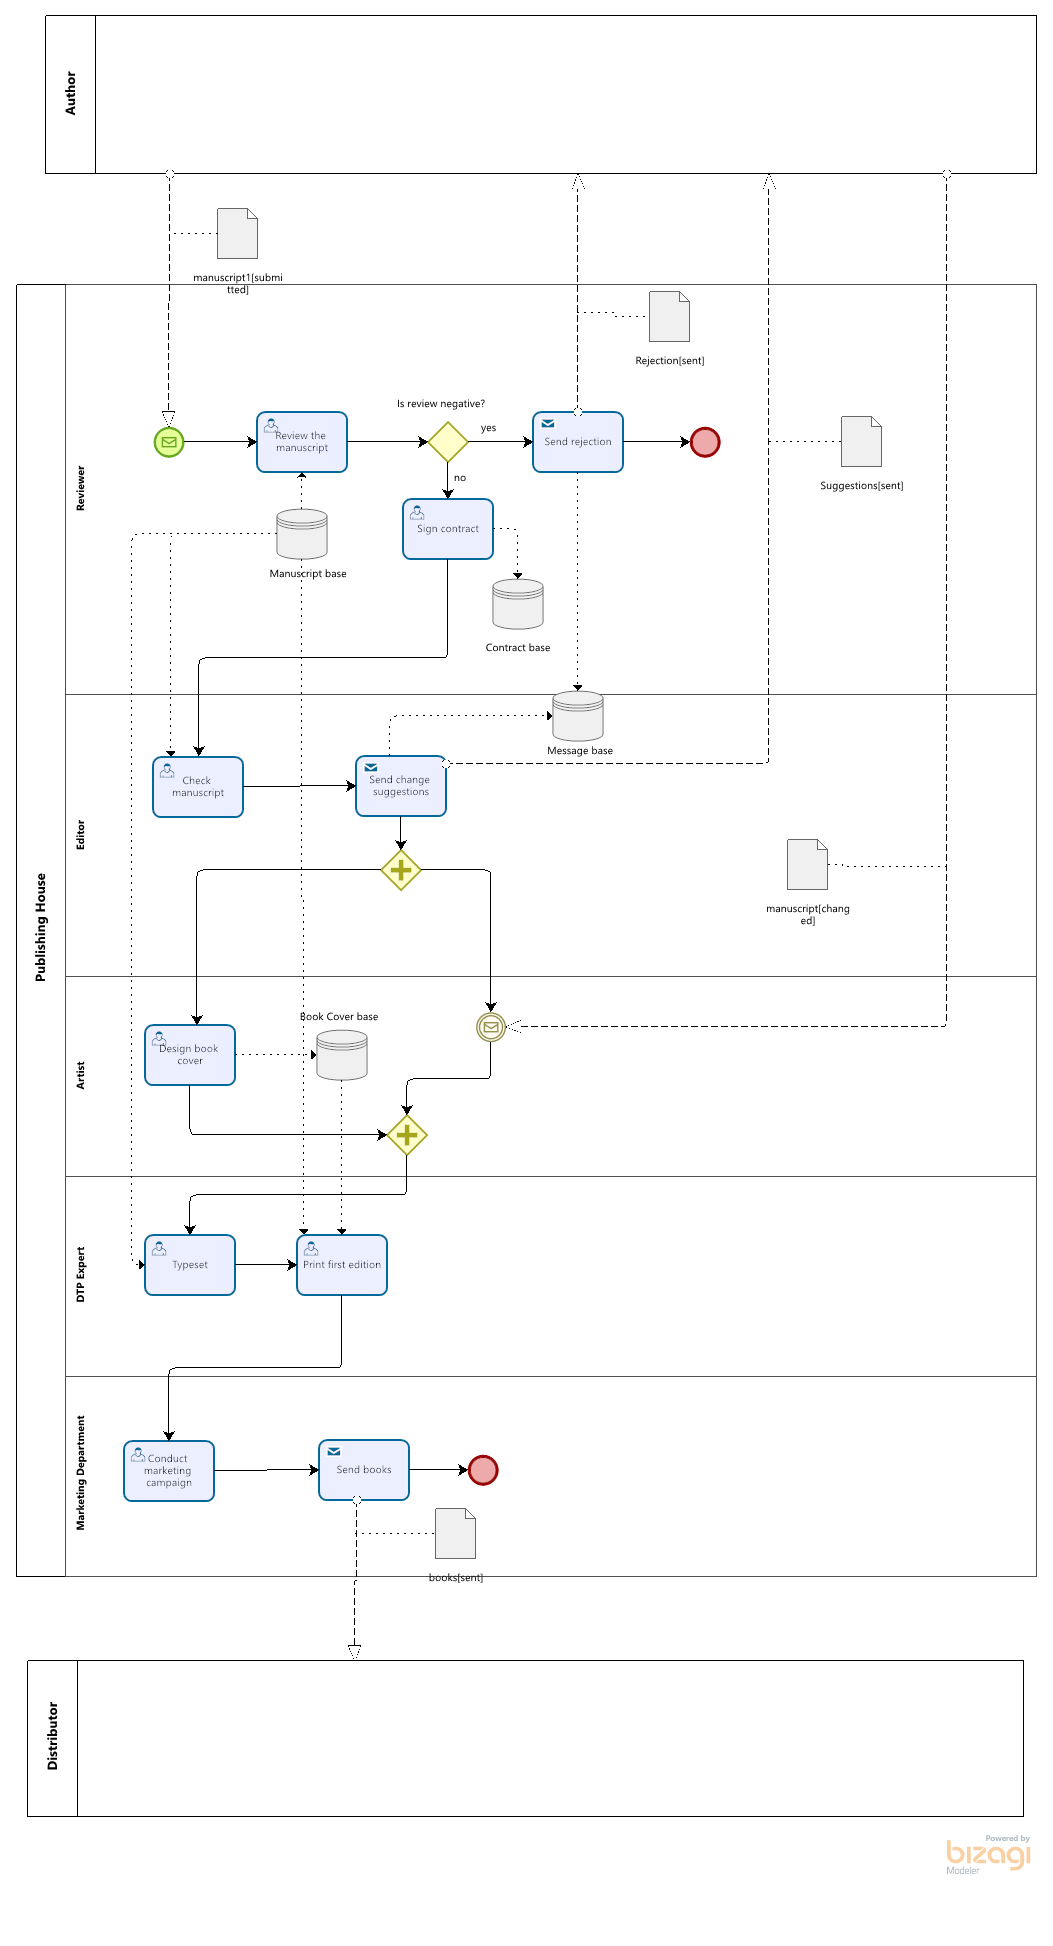 Author
manuscript1[submi
tted]
Rejection[sent]
Is review negative?
yes
Review the
manuscript
Send rejection
Suggestions[sent]
no
Reviewer
Sign contract
Manuscript base
Contract base
Message base
Check
manuscript
Send change
suggestions
Editor
manuscript[chang
ed]
Publishing House
Book Cover base
Design book
cover
Artist
DTP Expert
Typeset
Print first edition
Marketing Department
Conduct
marketing
campaign
Send books
books[sent]
Distributor
Powered by
bizagi
Modeler